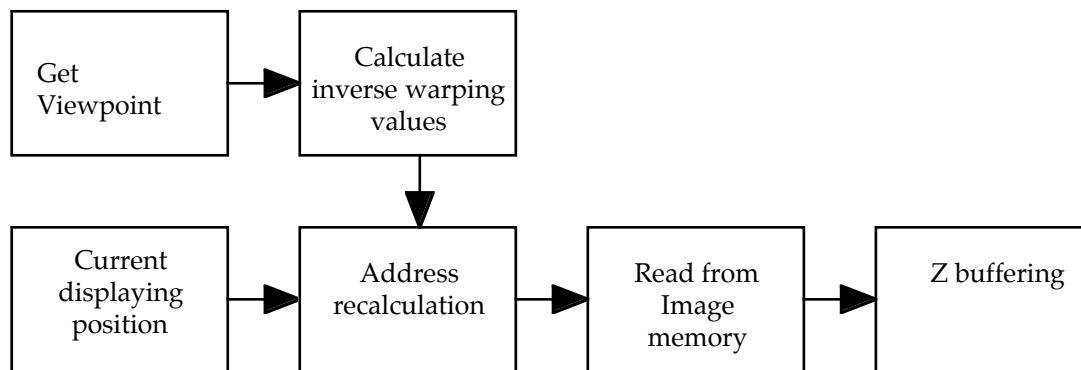 Get
Viewpoint
Calculate
inverse warping
values
Current
displaying
position
Address
recalculation
Read from
Image
memory
Z buffering